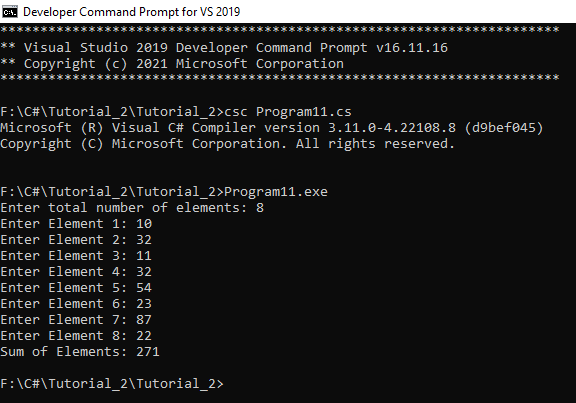 Developer Command Prompt for VS 2019
**********************************************************************
** Visual Studio 2019 Developer Command Prompt v16.11.16
** Copyright (c) 2021 Microsoft Corporation
**********************************************************************
F:\C#\Tutorial_2\Tutorial_2>csc Program11.cs
Microsoft (R) Visual C# Compiler version 3.11.0-4.22108.8 (d9bef045)
Copyright (C) Microsoft Corporation. All rights reserved.
F:\C#\Tutorial_2\Tutorial_2>Program11.exe
Enter total number of elements: 8
Enter Element 1: 10
Enter Element 2: 32
Enter Element 3: 11
Enter Element 4: 32
Enter Element 5: 54
Enter Element 6: 23
Enter Element 7: 87
Enter Element 8: 22
Sum of Elements: 271
F:\C#\Tutorial_2\Tutorial_2>